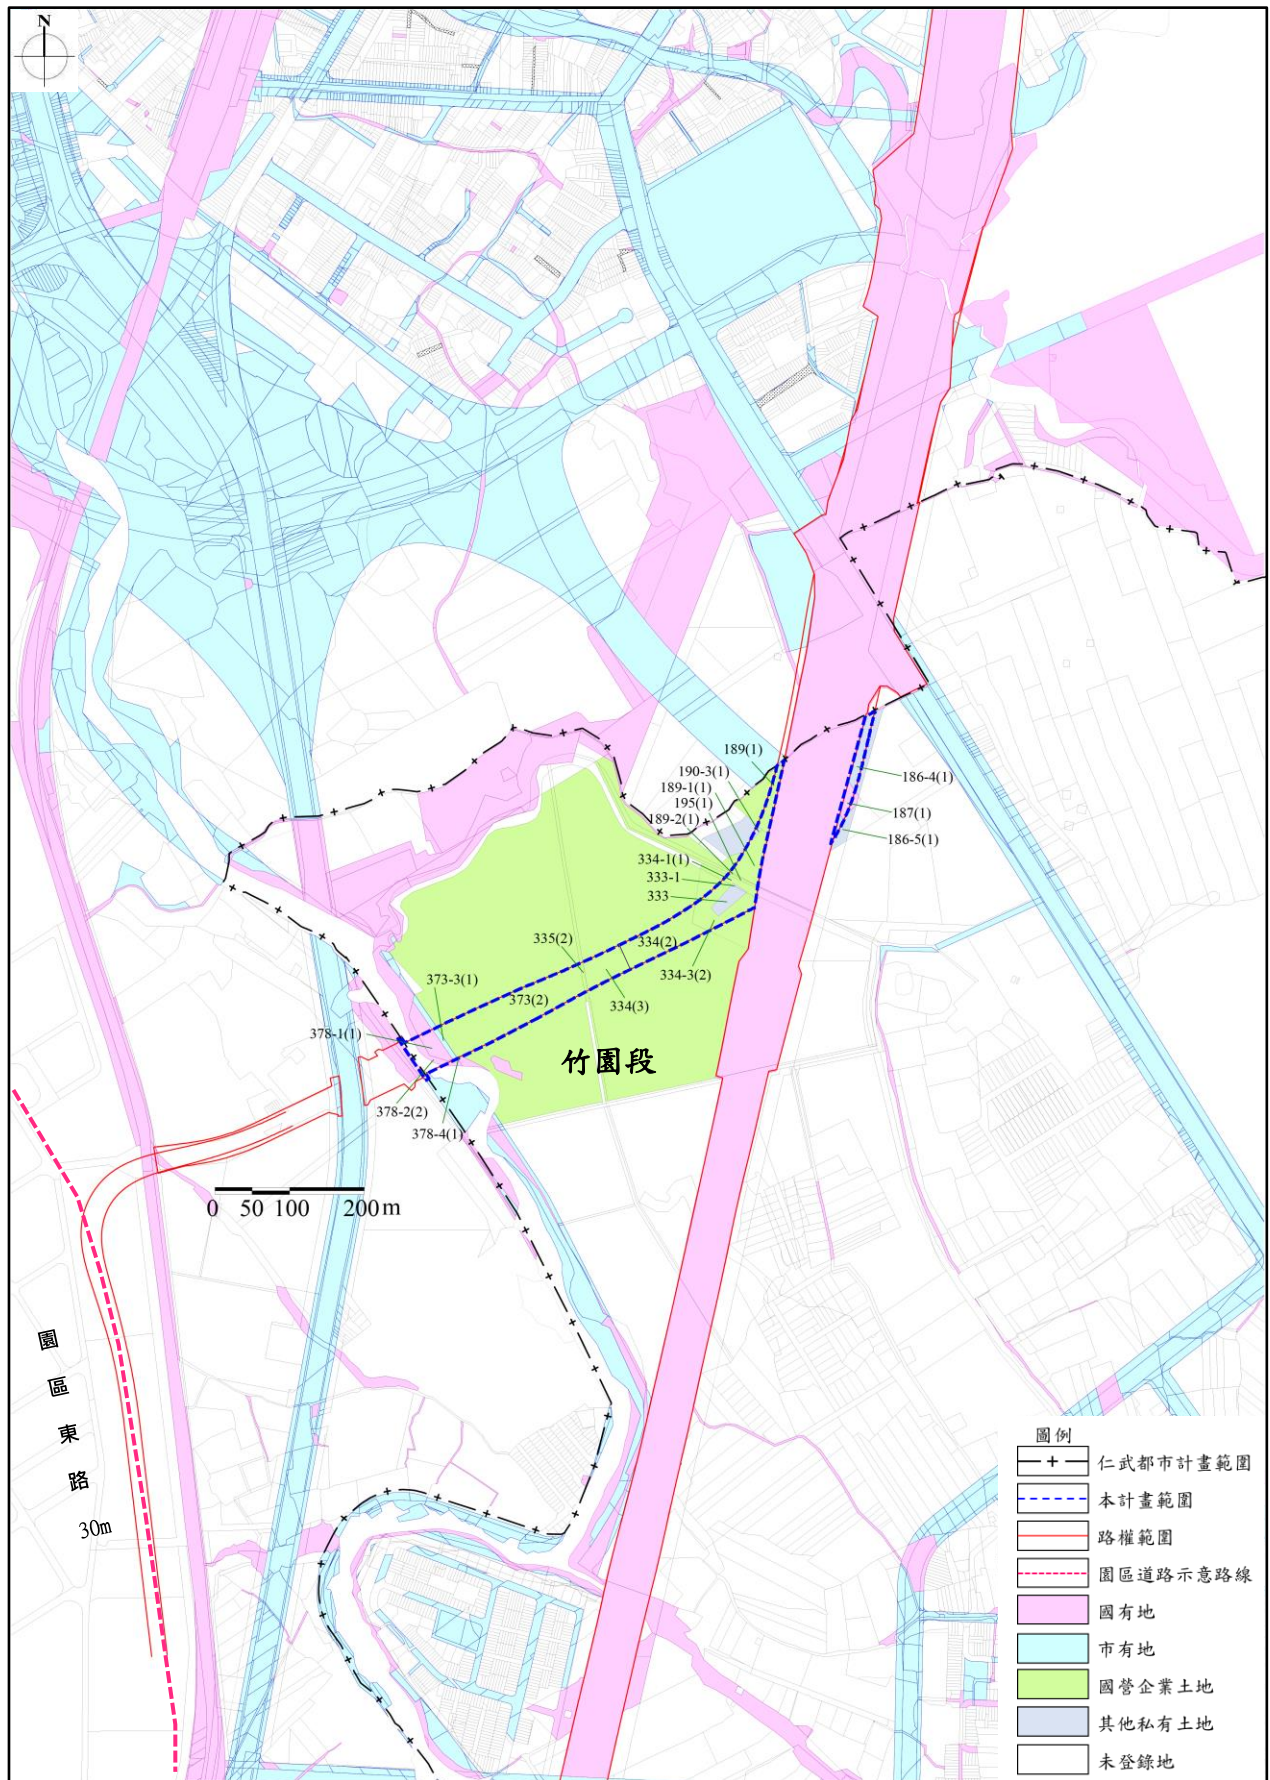 N
189(1)
190-3(1)
189-1(1)
195(1)
189-2(1)
186-4(1)
187(1)
186-5(1)
334-1(1)
333-1
333
335(2)
334(2)
334-3(2)
373-3(1)
373(2)
334(3)
378-1(1)
竹園段
378-2(2)
378-4(1)
0 50 100 200m
園區東路
30m
圖例
仁武都市計畫範圍
本計畫範圍
路權範圍
園區道路示意路線
國有地
市有地
國營企業土地
其他私有土地
未登錄地